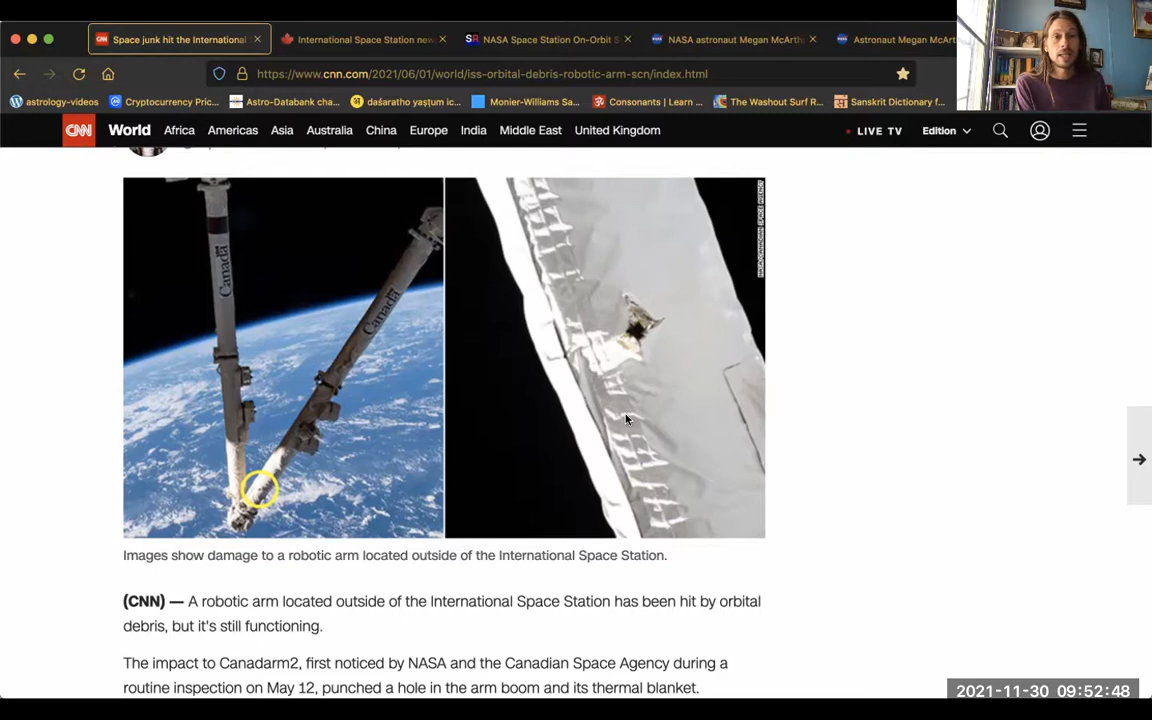 Space junk hit the International
International Space Station new
NASA Space Station On-Orbit S
NASA astronaut Megan McArth
Astronaut Megan McArt
https://www.cnn.com/2021/06/01/world/iss-orbital-debris-robotic-arm-scn/index.html
astrology-videos
Cryptocurrency Pric...
Astro-Databank cha...
daśaratho yaṣṭum ic...
Monier-Williams Sa...
Consonants | Learn ...
The Washout Surf R...
Sanskrit Dictionary f...
CNN World Africa Americas Asia Australia China Europe India Middle East United Kingdom LIVE TV Edition
Canada
Canada
NASA/CANADIAN SPACE AGENCY
Images show damage to a robotic arm located outside of the International Space Station.
(CNN) — A robotic arm located outside of the International Space Station has been hit by orbital
debris, but it's still functioning.
The impact to Canadarm2, first noticed by NASA and the Canadian Space Agency during a
routine inspection on May 12, punched a hole in the arm boom and its thermal blanket.
2021-11-30 09:52:48